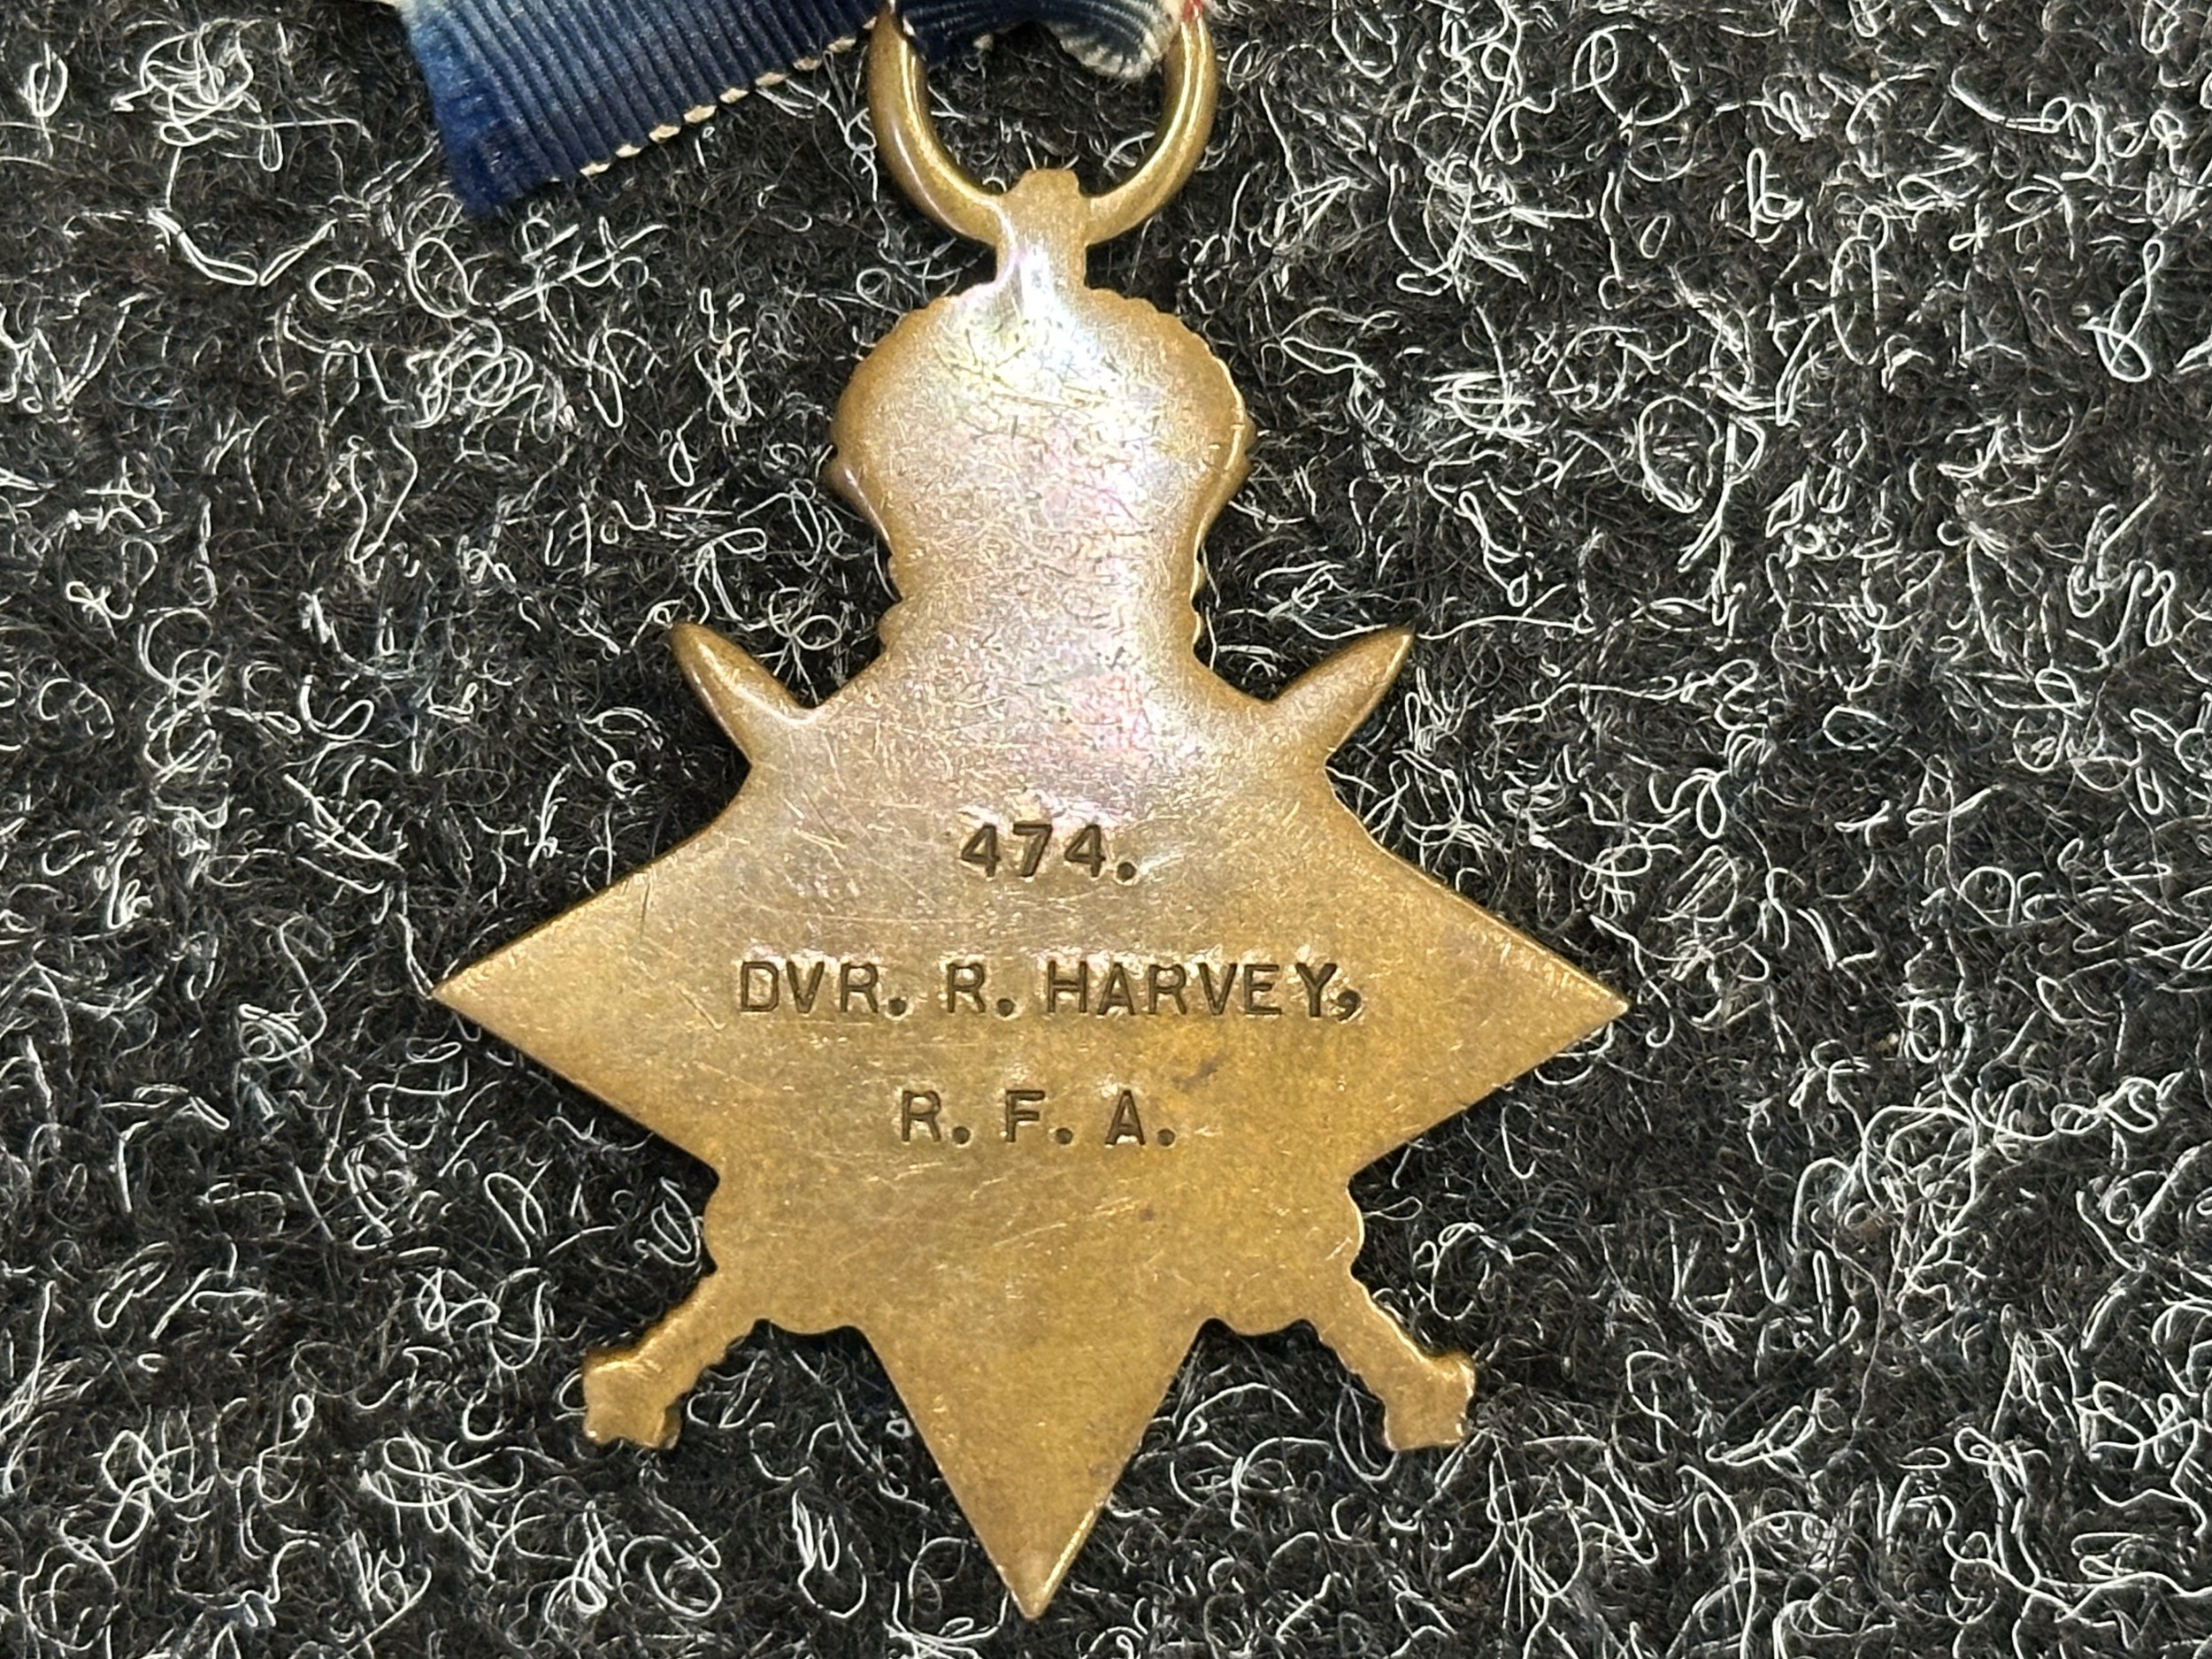 474.
DVR. R. HARVEY,
R. F. A.